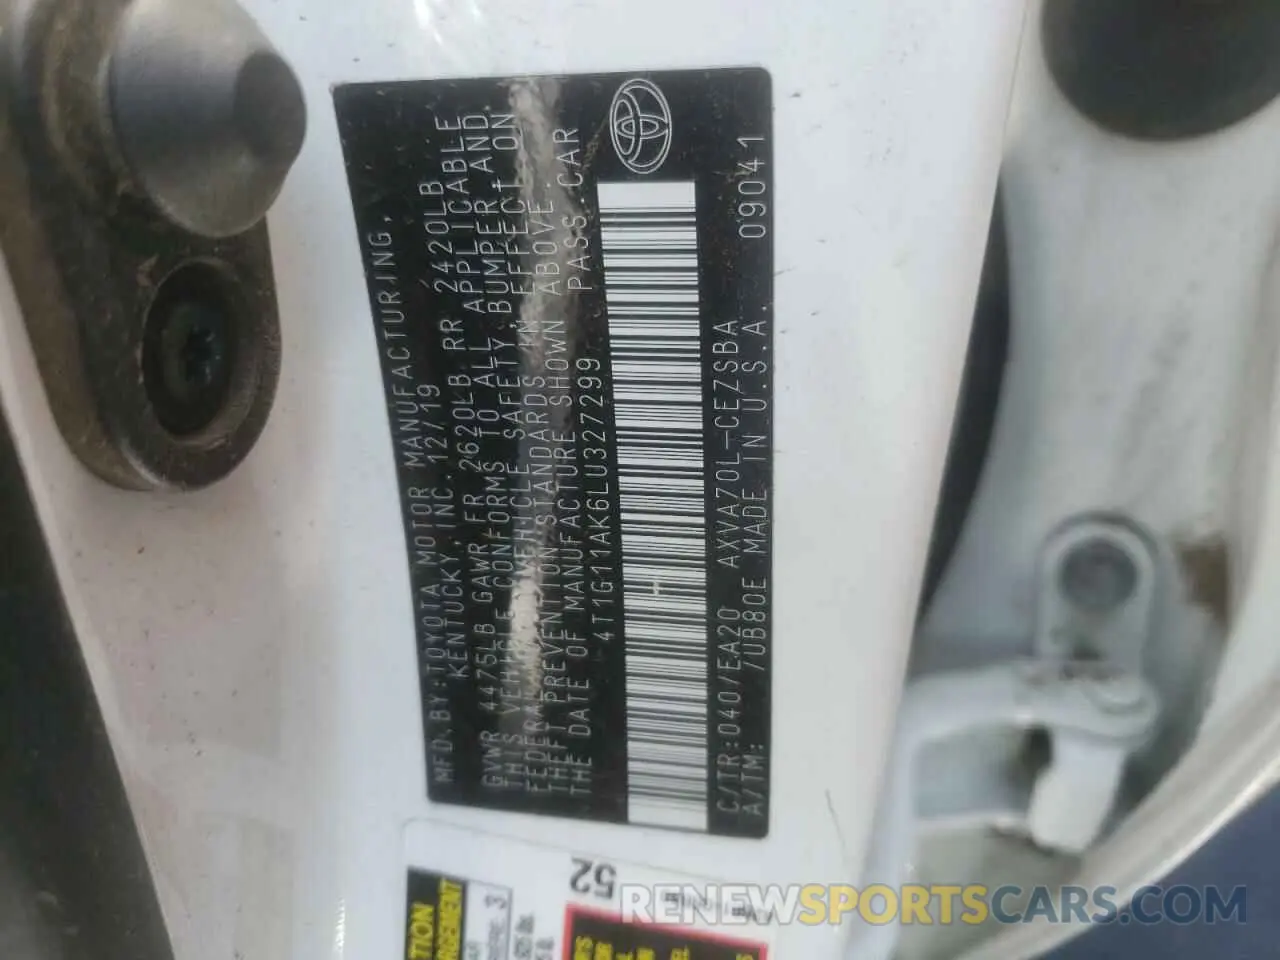 MFD. BY: TOYOTA MOTOR MANUFACTURING,
KENTUCKY, INC. 12/19
GVWR 4475LB GAWR FR 2620LB RR 2420LB
THIS VEHICLE CONFORMS TO ALL APPLICABLE
FEDERAL VEHICLE SAFETY, BUMPER, AND
THEFT PREVENTION STANDARDS IN EFFECT ON
THE DATE OF MANUFACTURE SHOWN ABOVE.
4T1G11AK6LU327299 PASS. CAR
C/TR: 040/EA20 AXVA70L-CEZSBA 09041
A/TM: /UB80E MADE IN U.S.A.
52
RENEWSPORTSCARS.COM